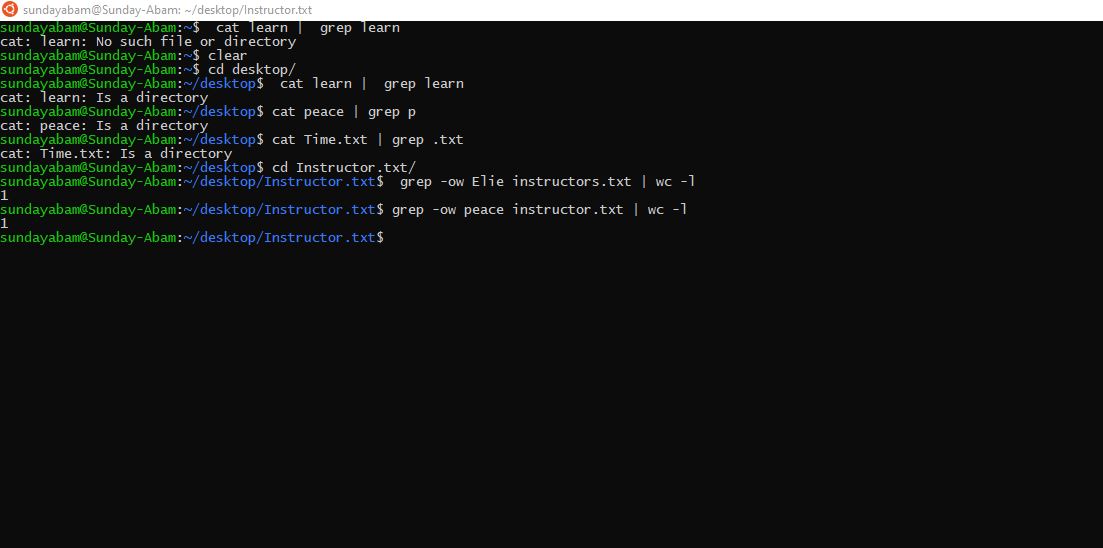 sundayabam@Sunday-Abam: ~/desktop/Instructor.txt
sundayabam@Sunday-Abam:~$  cat learn |  grep learn
cat: learn: No such file or directory
sundayabam@Sunday-Abam:~$ clear
sundayabam@Sunday-Abam:~$ cd desktop/
sundayabam@Sunday-Abam:~/desktop$  cat learn |  grep learn
cat: learn: Is a directory
sundayabam@Sunday-Abam:~/desktop$ cat peace | grep p
cat: peace: Is a directory
sundayabam@Sunday-Abam:~/desktop$ cat Time.txt | grep .txt
cat: Time.txt: Is a directory
sundayabam@Sunday-Abam:~/desktop$ cd Instructor.txt/
sundayabam@Sunday-Abam:~/desktop/Instructor.txt$  grep -ow Elie instructors.txt | wc -l
1
sundayabam@Sunday-Abam:~/desktop/Instructor.txt$ grep -ow peace instructor.txt | wc -l
1
sundayabam@Sunday-Abam:~/desktop/Instructor.txt$